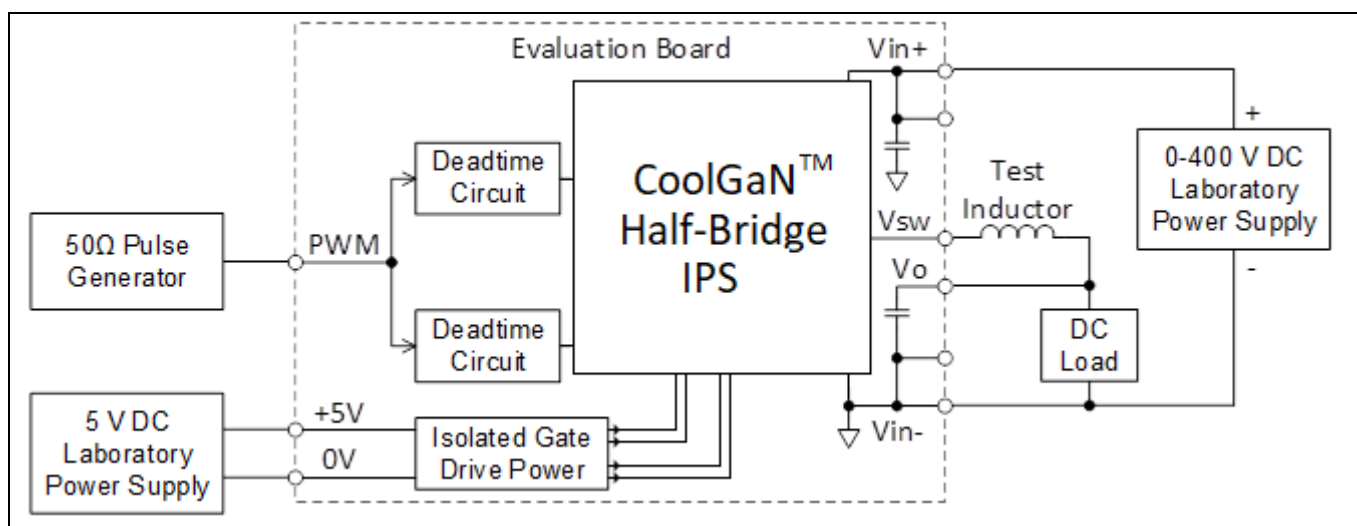 Evaluation Board
Vin+
Deadtime
Circuit
CoolGaN™
Half-Bridge
IPS
+
0-400 V DC
Laboratory
Power Supply
-
Test
Inductor
Vsw
50Ω Pulse
Generator
PWM
Vo
Deadtime
Circuit
DC
Load
5 V DC
Laboratory
Power Supply
+5V
0V
Isolated Gate
Drive Power
Vin-